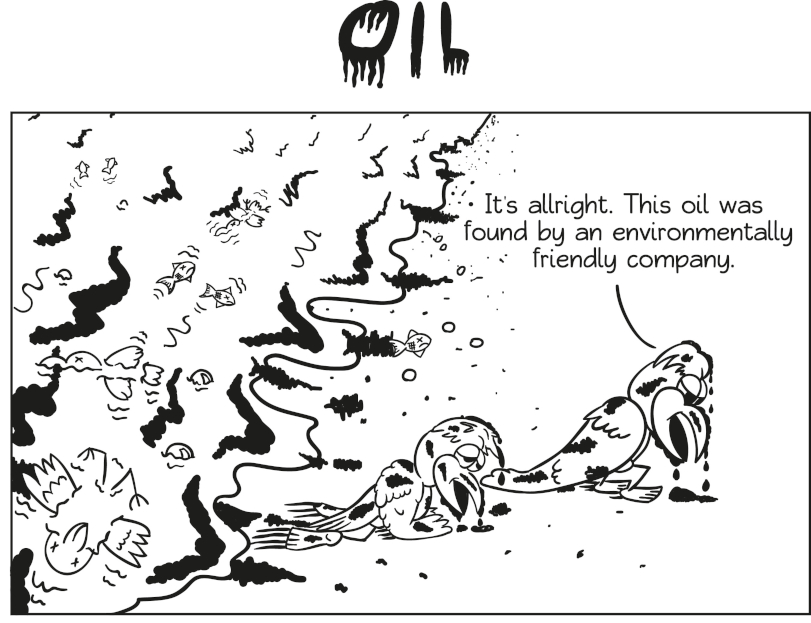 OIL
It's allright. This oil was
found by an environmentally
friendly company.